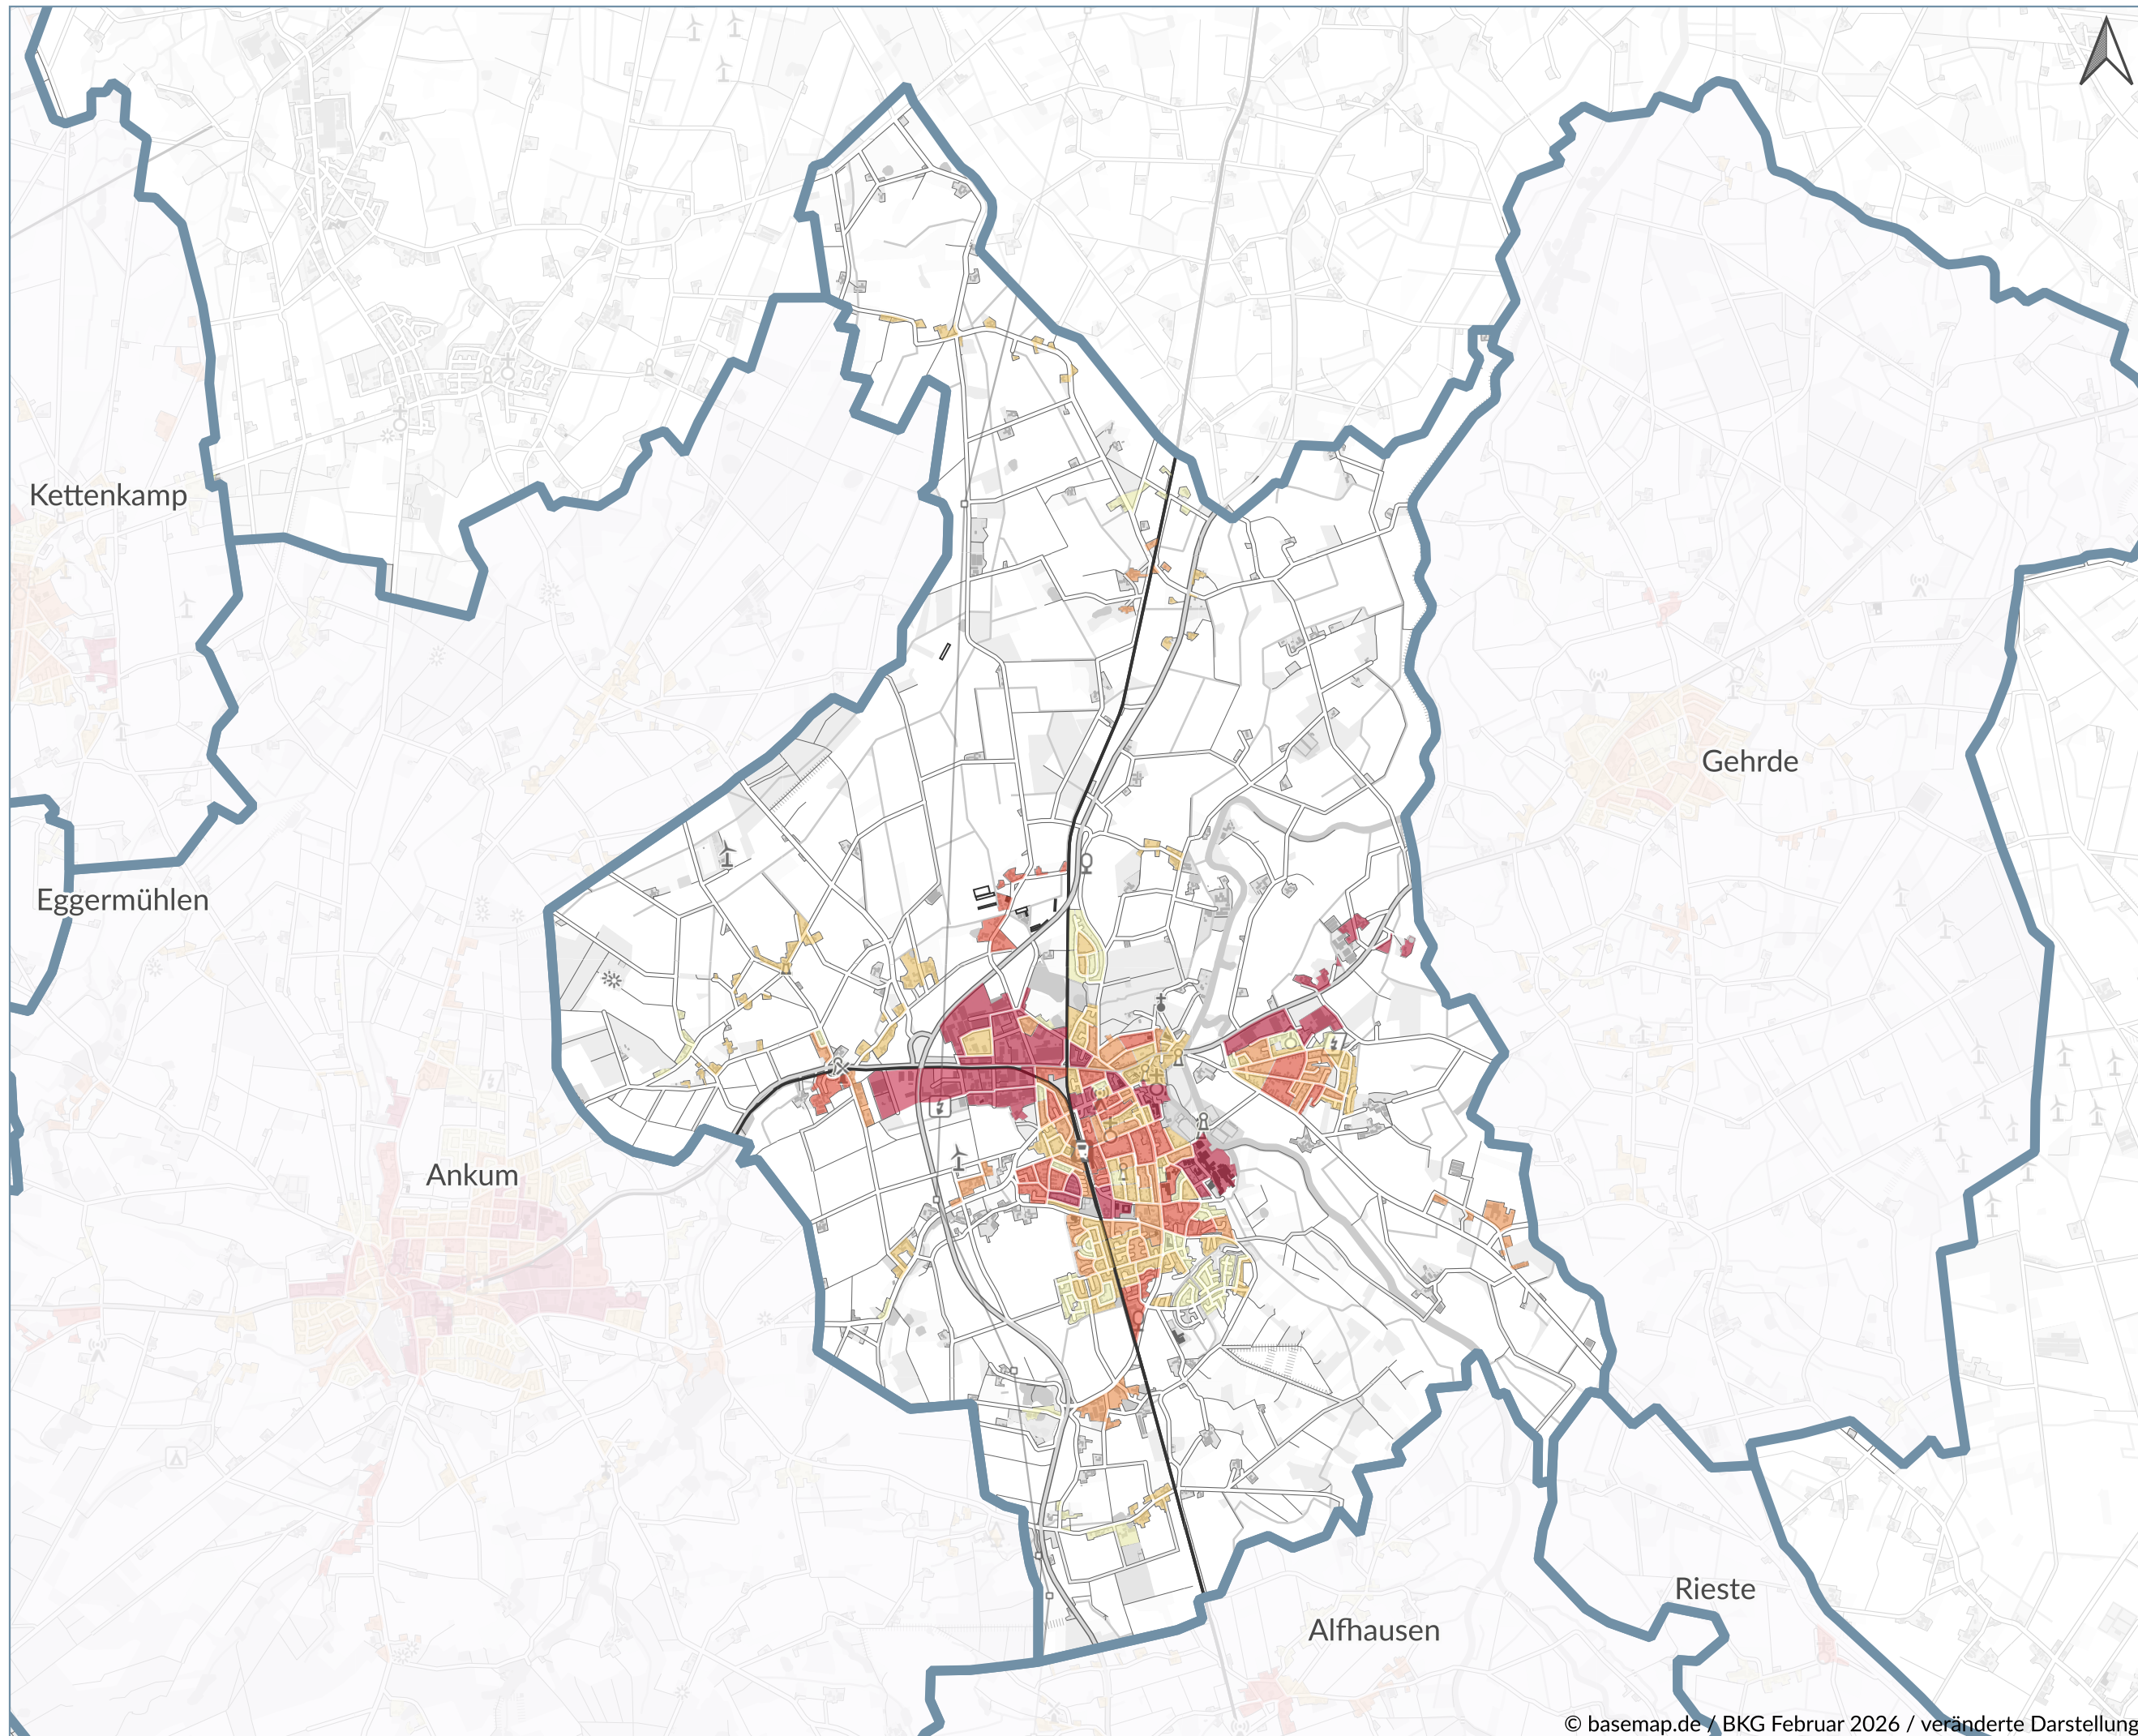 Kettenkamp
Gehrde
Eggermühlen
Ankum
Rieste
Alfhausen
© basemap.de / BKG Februar 2026 / veränderte Darstellung